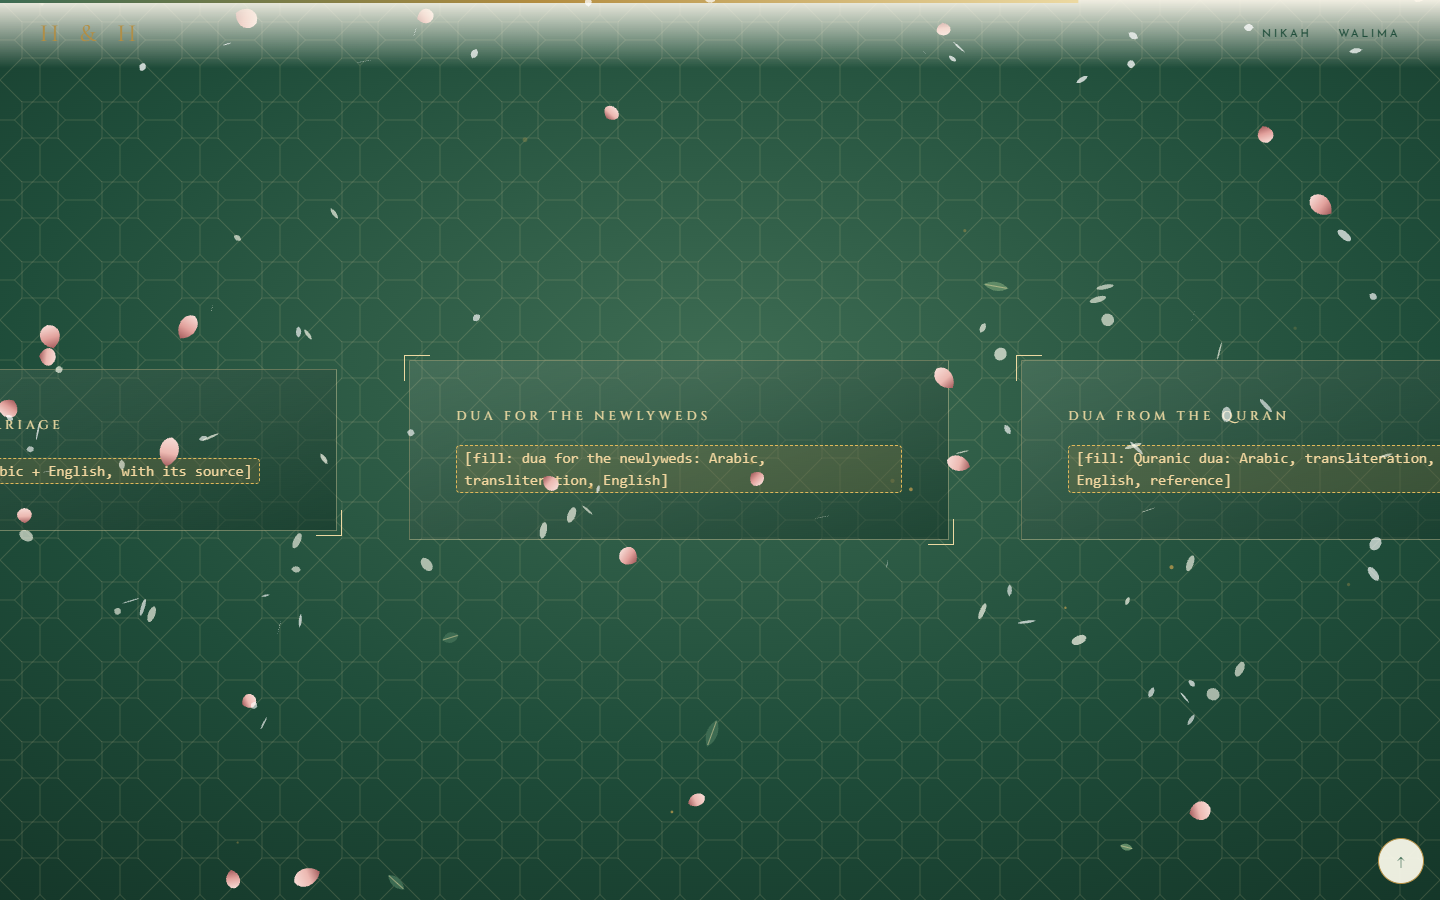 H & H
NIKAH WALIMA
RIAGE
bic + English, with its source]
DUA FOR THE NEWLYWEDS
[fill: dua for the newlyweds: Arabic,
transliteration, English]
DUA FROM THE QURAN
[fill: Quranic dua: Arabic, transliteration,
English, reference]
↑